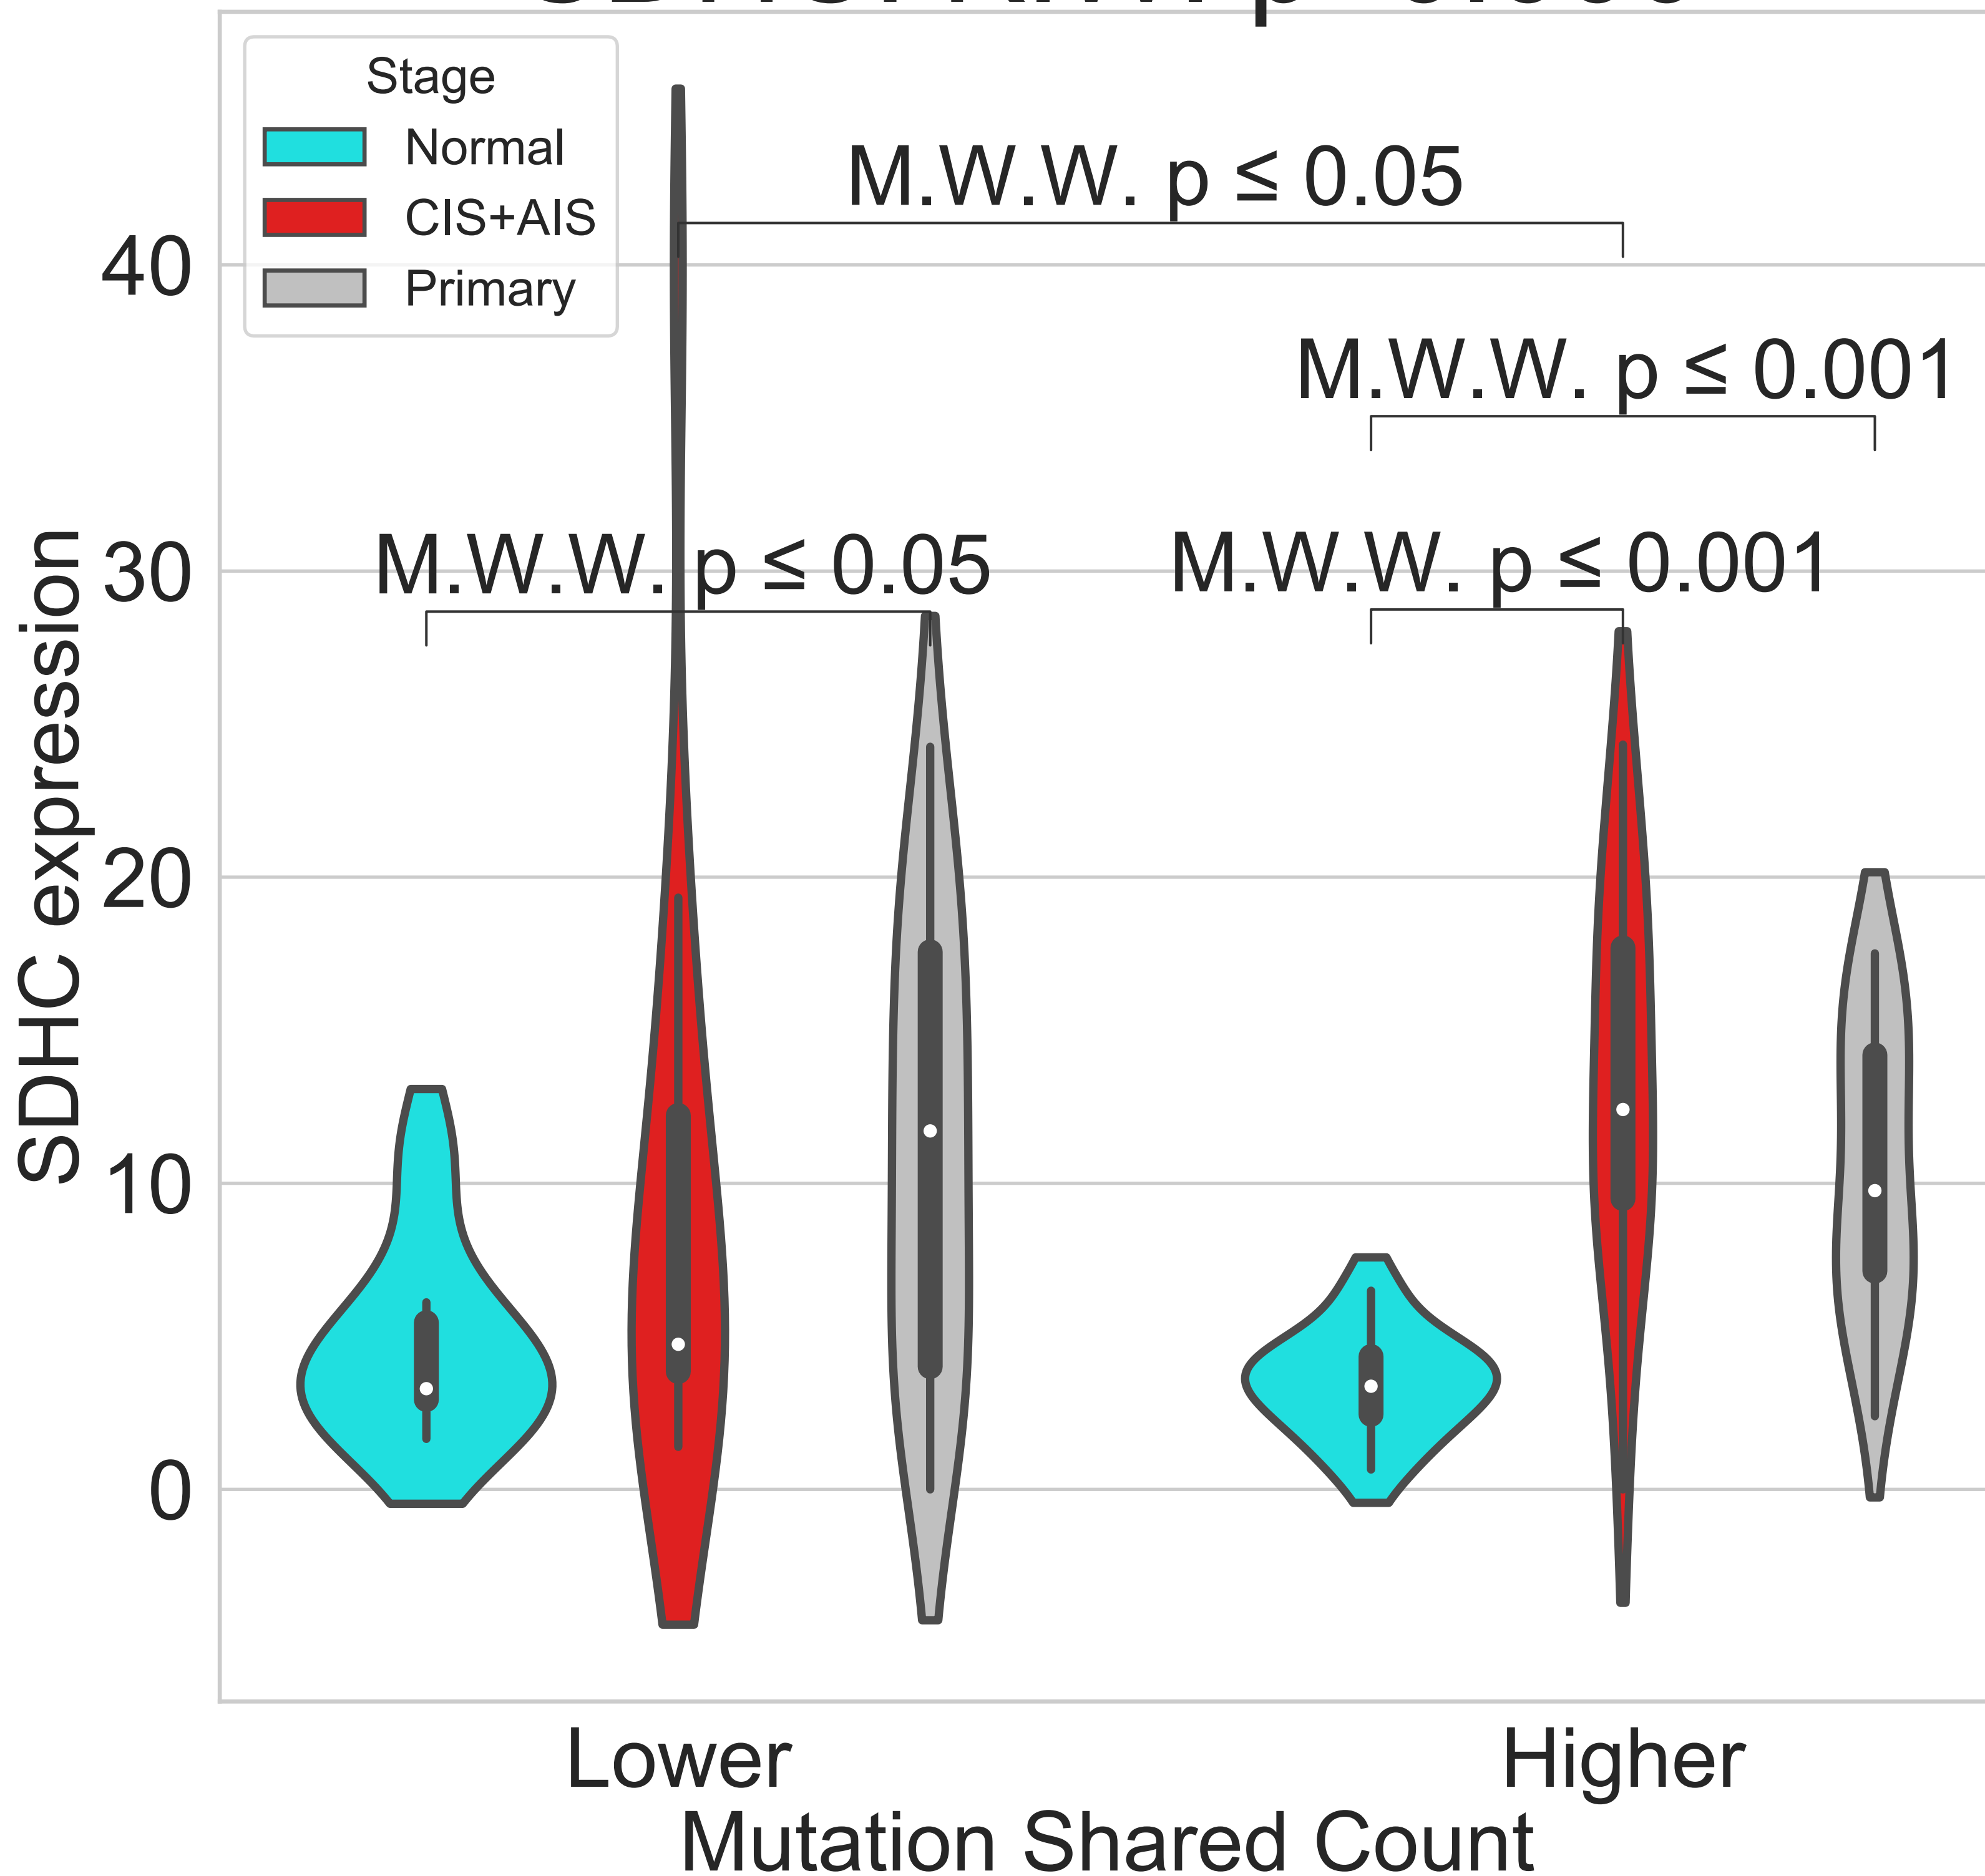 Stage
Normal
CIS+AIS
Primary
M.W.W. p ≤ 0.05
M.W.W. p ≤ 0.001
M.W.W. p ≤ 0.05
M.W.W. p ≤ 0.001
SDHC expression
40
30
20
10
0
Lower
Higher
Mutation Shared Count